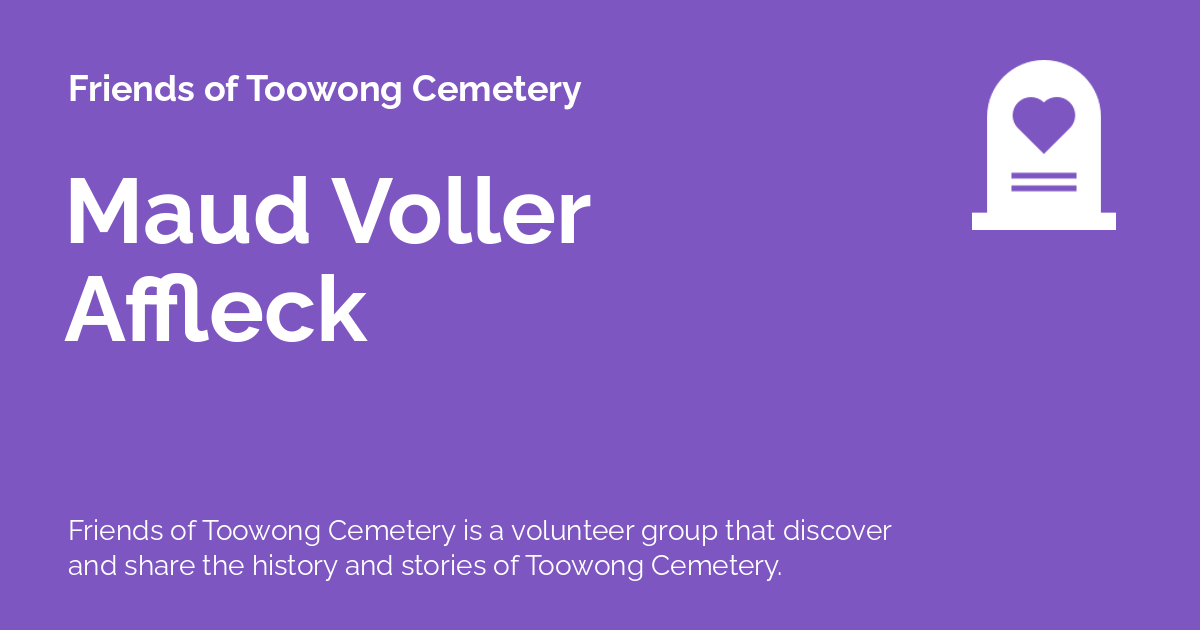 Friends of Toowong Cemetery
Maud Voller
Affleck
Friends of Toowong Cemetery is a volunteer group that discover
and share the history and stories of Toowong Cemetery.